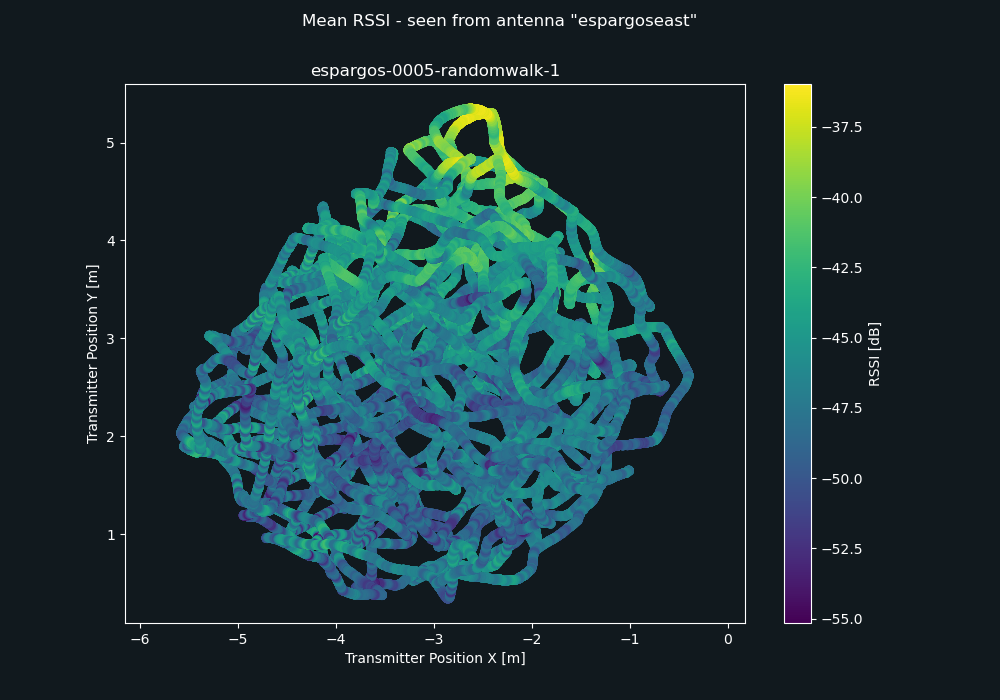 Mean RSSI - seen from antenna "espargoseast"
espargos-0005-randomwalk-1
Transmitter Position Y [m]
5
4
3
2
1
−6 −5 −4 −3 −2 −1 0
Transmitter Position X [m]
−37.5
−40.0
−42.5
−45.0
−47.5
−50.0
−52.5
−55.0
RSSI [dB]